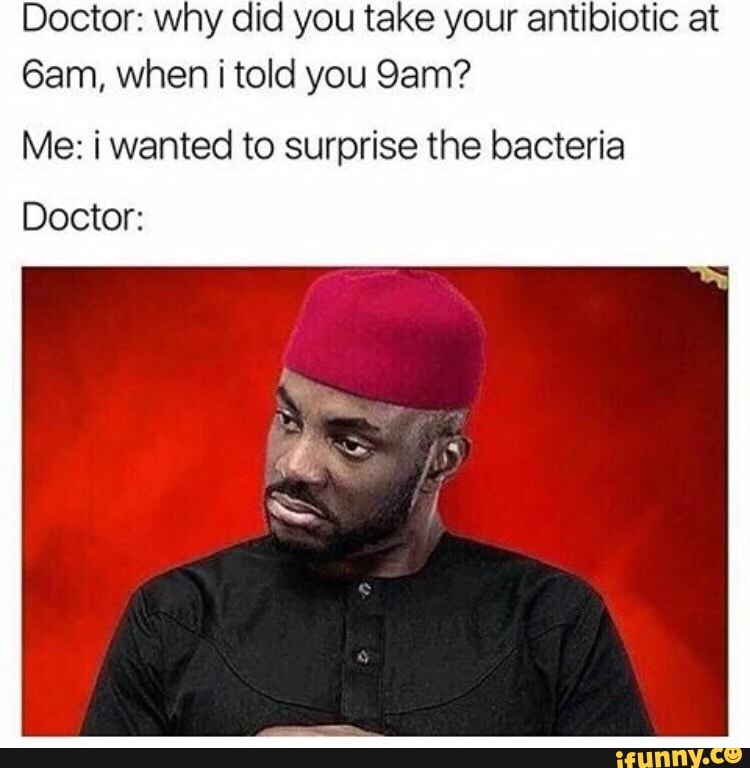 Doctor: why did you take your antibiotic at
6am, when i told you 9am?
Me: i wanted to surprise the bacteria
Doctor:
ifunny.co